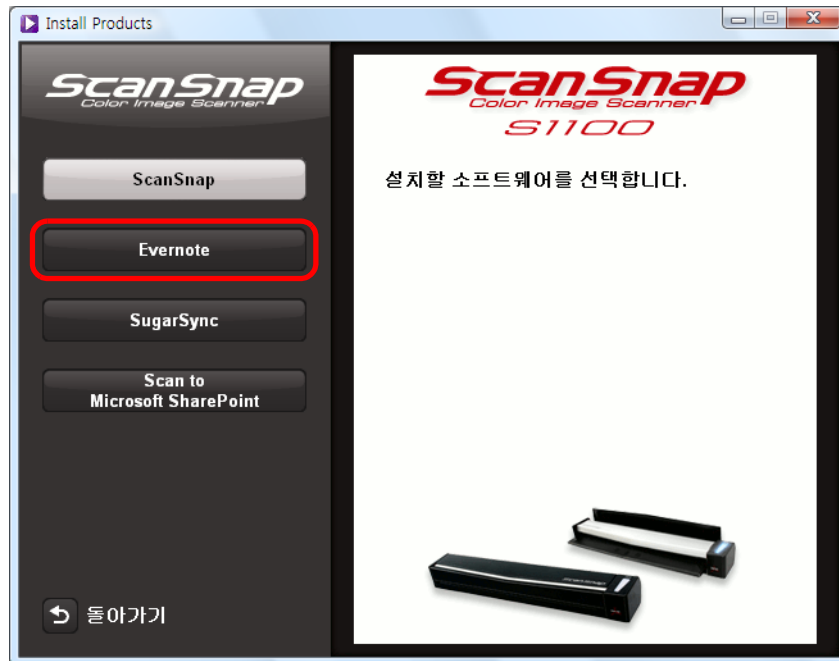 Install Products
ScanSnap
Color Image Scanner
ScanSnap
Evernote
SugarSync
Scan to
Microsoft SharePoint
돌아가기
ScanSnap
Color Image Scanner
S1100
설치할 소프트웨어를 선택합니다.
ScanSnap